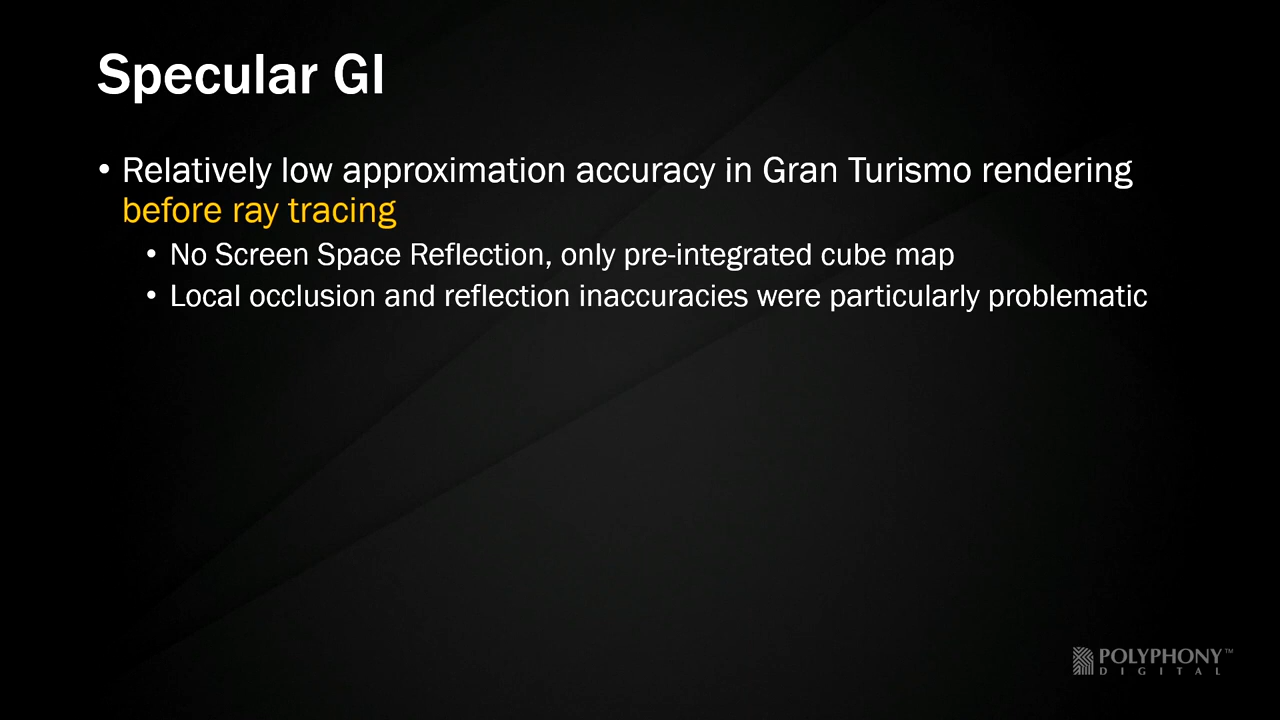 Specular GI
• Relatively low approximation accuracy in Gran Turismo rendering
before ray tracing
• No Screen Space Reflection, only pre-integrated cube map
• Local occlusion and reflection inaccuracies were particularly problematic
POLYPHONY™
DIGITAL